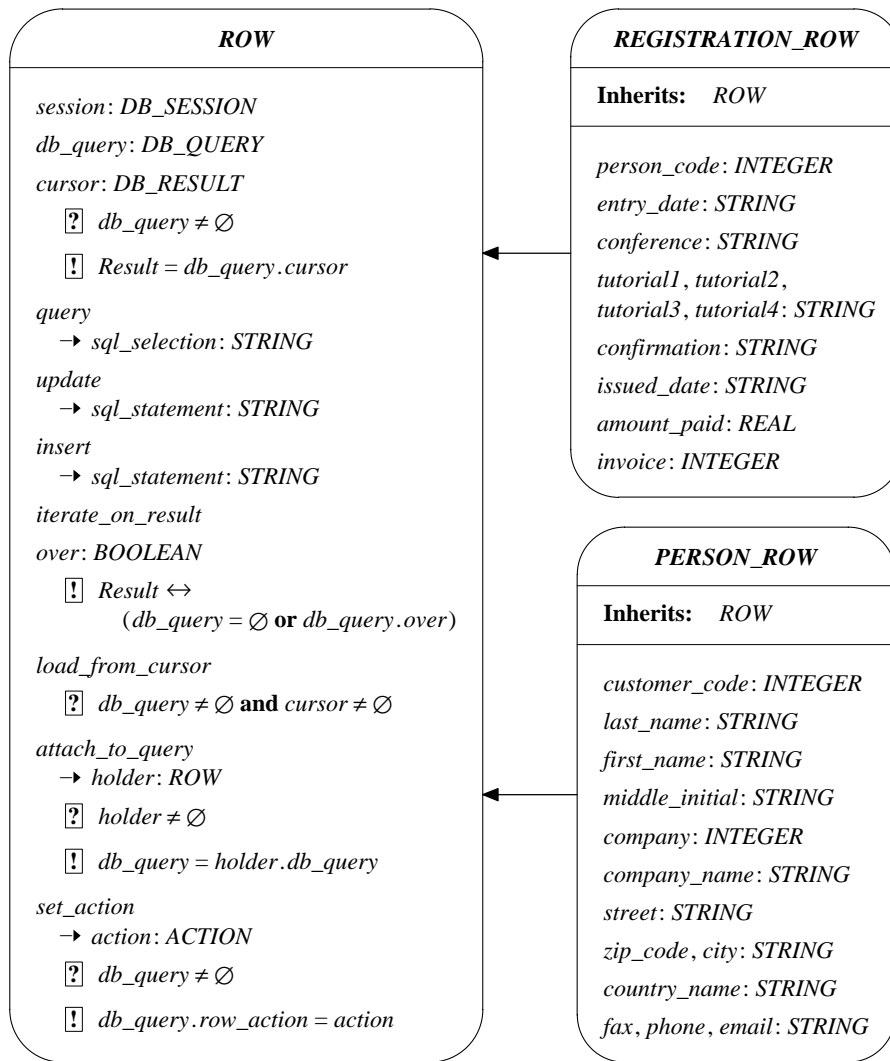 ROW
session: DB_SESSION
db_query: DB_QUERY
cursor: DB_RESULT
? db_query ≠ ∅
! Result = db_query.cursor
query
→ sql_selection: STRING
update
→ sql_statement: STRING
insert
→ sql_statement: STRING
iterate_on_result
over: BOOLEAN
! Result ↔
(db_query = ∅ or db_query.over)
load_from_cursor
? db_query ≠ ∅ and cursor ≠ ∅
attach_to_query
→ holder: ROW
? holder ≠ ∅
! db_query = holder.db_query
set_action
→ action: ACTION
? db_query ≠ ∅
! db_query.row_action = action
REGISTRATION_ROW
Inherits: ROW
person_code: INTEGER
entry_date: STRING
conference: STRING
tutorial1, tutorial2,
tutorial3, tutorial4: STRING
confirmation: STRING
issued_date: STRING
amount_paid: REAL
invoice: INTEGER
PERSON_ROW
Inherits: ROW
customer_code: INTEGER
last_name: STRING
first_name: STRING
middle_initial: STRING
company: INTEGER
company_name: STRING
street: STRING
zip_code, city: STRING
country_name: STRING
fax, phone, email: STRING